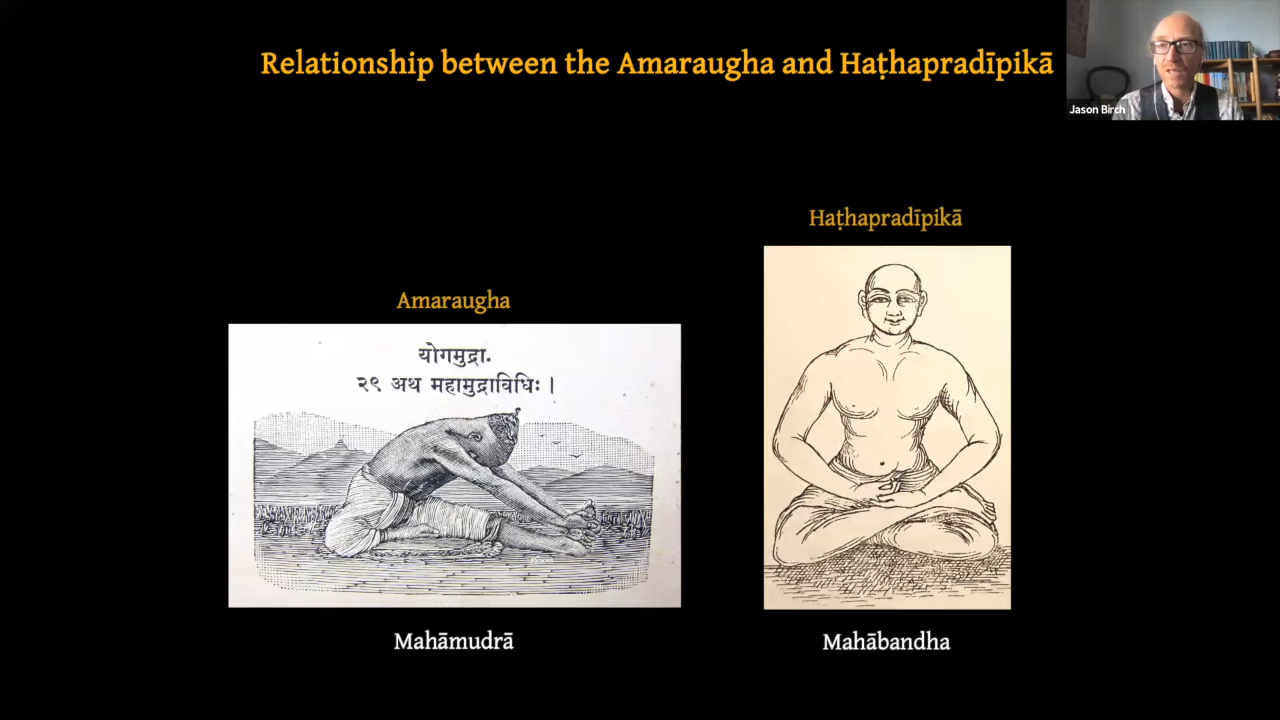 Relationship between the Amaraugha and Haṭhapradīpikā
Jason Birch
Haṭhapradīpikā
Amaraugha
योगमुद्रा.
२९ अथ महामुद्राविधिः ।
Mahāmudrā
Mahābandha